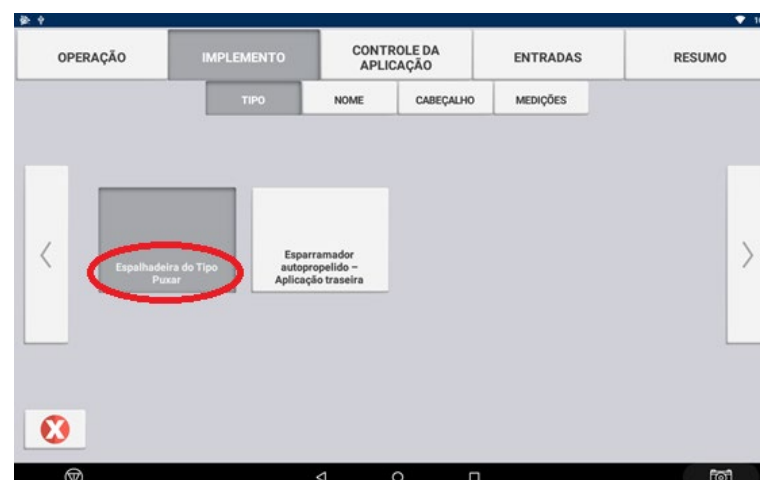 OPERAÇÃO
IMPLEMENTO
CONTROLE DA
APLICAÇÃO
ENTRADAS
RESUMO
TIPO
NOME
CABEÇALHO
MEDIÇÕES
Espalhadeira do Tipo
Puxar
Esparramador
autopropelido –
Aplicação traseira